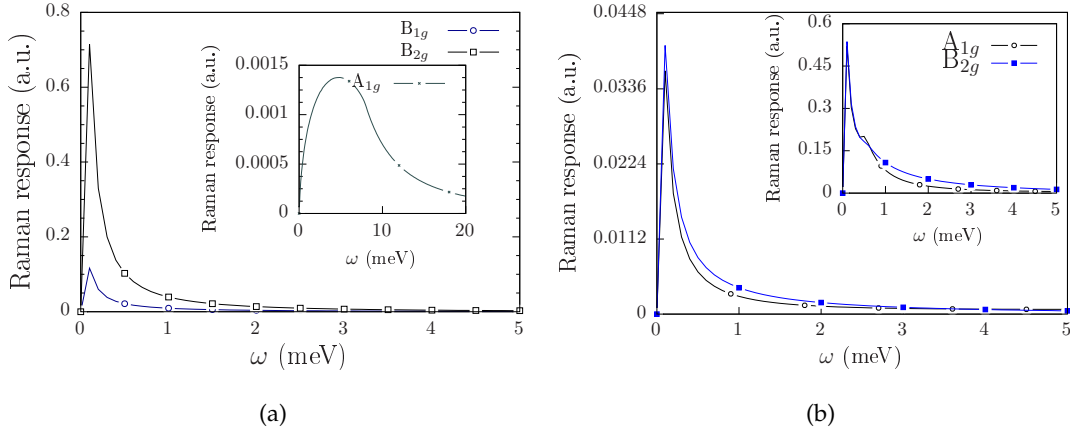 Raman response (a.u.)
0.8
0.6
0.4
0.2
0
0
1
2
3
4
5
ω (meV)
B1g
B2g
Raman response (a.u.)
0.0015
0.001
0.0005
0
0
10
20
ω (meV)
A1g
(a)
Raman response (a.u.)
0.0448
0.0336
0.0224
0.0112
0
0
1
2
3
4
5
ω (meV)
Raman response (a.u.)
0.6
0.45
0.3
0.15
0
0
1
2
3
4
5
ω (meV)
A1g
B2g
(b)